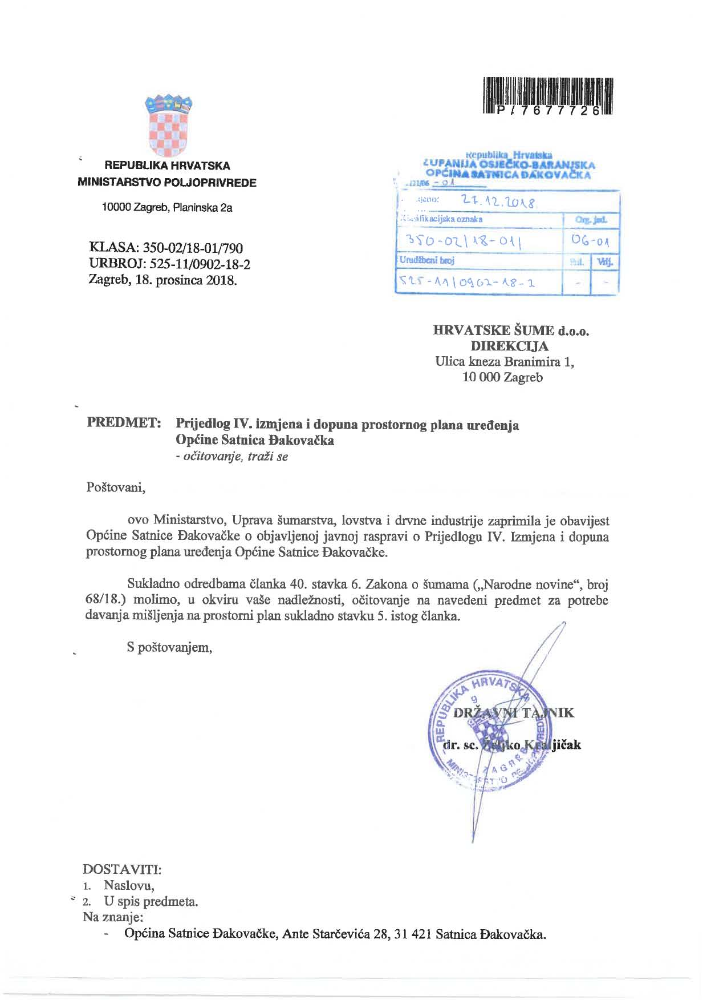 P/7677726
REPUBLIKA HRVATSKA
MINISTARSTVO POLJOPRIVREDE
10000 Zagreb, Planinska 2a
KLASA: 350-02/18-01/790
URBROJ: 525-11/0902-18-2
Zagreb, 18. prosinca 2018.
Republika Hrvatska
ŽUPANIJA OSJEČKO-BARANJSKA
OPĆINA SATNICA ĐAKOVAČKA
2121/06 - 01
27.12.2018.
Klasifikacijska oznaka Org. jed.
350-02/18-01/ 06-01
Urudžbeni broj Pril. Vrij.
525-11/0902-18-2 - -
HRVATSKE ŠUME d.o.o.
DIREKCIJA
Ulica kneza Branimira 1,
10 000 Zagreb
PREDMET: Prijedlog IV. izmjena i dopuna prostornog plana uređenja
Općine Satnica Đakovačka
- očitovanje, traži se
Poštovani,
ovo Ministarstvo, Uprava šumarstva, lovstva i drvne industrije zaprimila je obavijest
Općine Satnice Đakovačke o objavljenoj javnoj raspravi o Prijedlogu IV. Izmjena i dopuna
prostornog plana uređenja Općine Satnice Đakovačke.
Sukladno odredbama članka 40. stavka 6. Zakona o šumama („Narodne novine“, broj
68/18.) molimo, u okviru vaše nadležnosti, očitovanje na navedeni predmet za potrebe
davanja mišljenja na prostorni plan sukladno stavku 5. istog članka.
S poštovanjem,
REPUBLIKA HRVATSKA
9
DRŽAVNI TAJNIK
dr. sc. Željko Kraljičak
ZAGREB
DOSTAVITI:
1. Naslovu,
2. U spis predmeta.
Na znanje:
- Općina Satnice Đakovačke, Ante Starčevića 28, 31 421 Satnica Đakovačka.